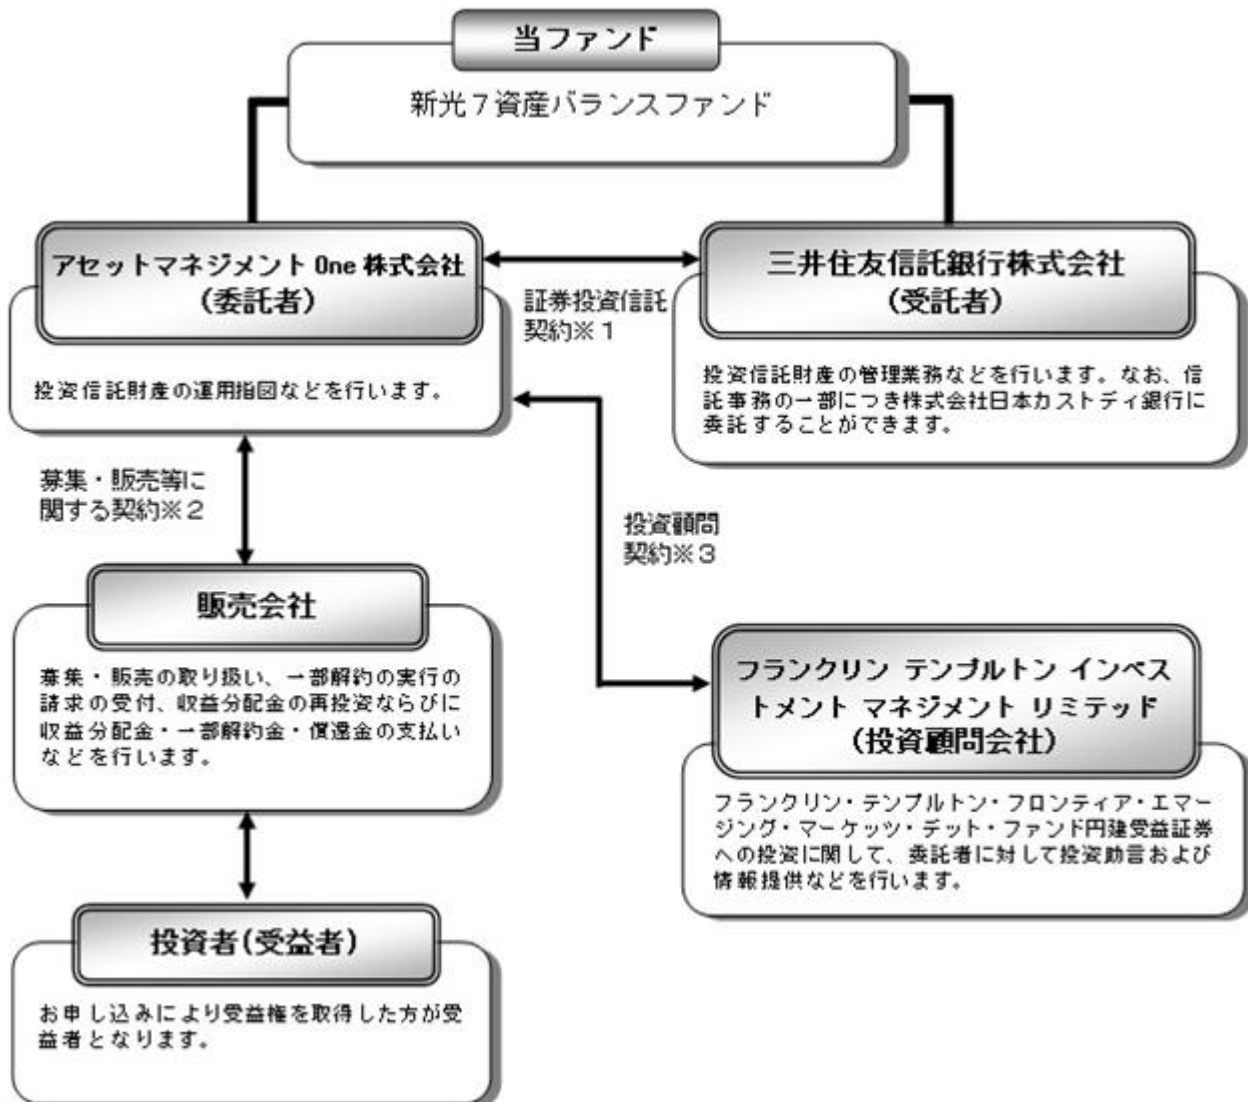 当ファンド
新光７資産バランスファンド
アセットマネジメント One 株式会社
（委託者）
投資信託財産の運用指図などを行います。
証券投資信託
契約※１
三井住友信託銀行株式会社
（受託者）
投資信託財産の管理業務などを行います。なお、信
託事務の一部につき株式会社日本カストディ銀行に
委託することができます。
募集・販売等に
関する契約※２
投資顧問
契約※３
販売会社
募集・販売の取り扱い、一部解約の実行の
請求の受付、収益分配金の再投資ならびに
収益分配金・一部解約金・償還金の支払い
などを行います。
フランクリン テンプルトン インベス
トメント マネジメント リミテッド
（投資顧問会社）
フランクリン・テンプルトン・フロンティア・エマー
ジング・マーケッツ・デット・ファンド円建受益証券
への投資に関して、委託者に対して投資助言および
情報提供などを行います。
投資者（受益者）
お申し込みにより受益権を取得した方が受
益者となります。